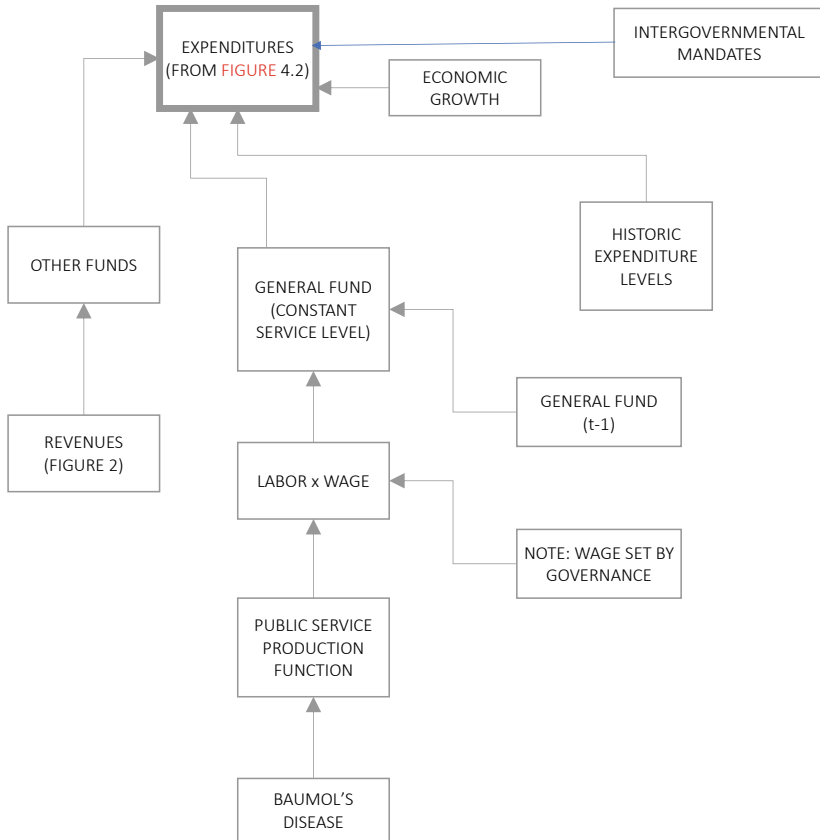 EXPENDITURES
(FROM FIGURE 4.2)
INTERGOVERNMENTAL
MANDATES
ECONOMIC
GROWTH
OTHER FUNDS
GENERAL FUND
(CONSTANT
SERVICE LEVEL)
HISTORIC
EXPENDITURE
LEVELS
REVENUES
(FIGURE 2)
LABOR x WAGE
GENERAL FUND
(t-1)
NOTE: WAGE SET BY
GOVERNANCE
PUBLIC SERVICE
PRODUCTION
FUNCTION
BAUMOL’S
DISEASE